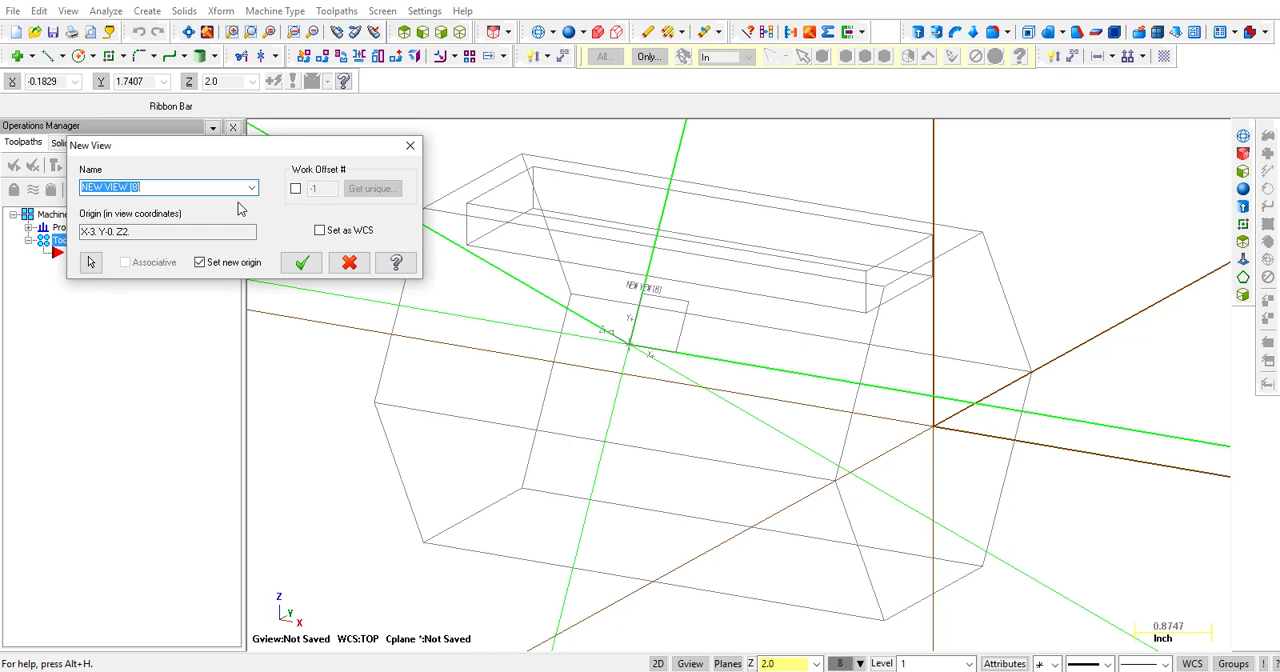 File Edit View Analyze Create Solids Xform Machine Type Toolpaths Screen Settings Help
All... Only... In
X -0.1829 Y 1.7407 Z 2.0
Ribbon Bar
Operations Manager
Toolpaths
New View
Name
NEW VIEW [8]
Work Offset #
-1 Get unique...
Origin (in view coordinates)
X-3. Y-0. Z2.
Set as WCS
Associative Set new origin
NEW VIEW [8]
Y+
X+
Z
Y
X
Gview:Not Saved WCS:TOP Cplane *:Not Saved
0.8747
Inch
For help, press Alt+H.
2D Gview Planes Z 2.0 8 Level 1 Attributes WCS Groups